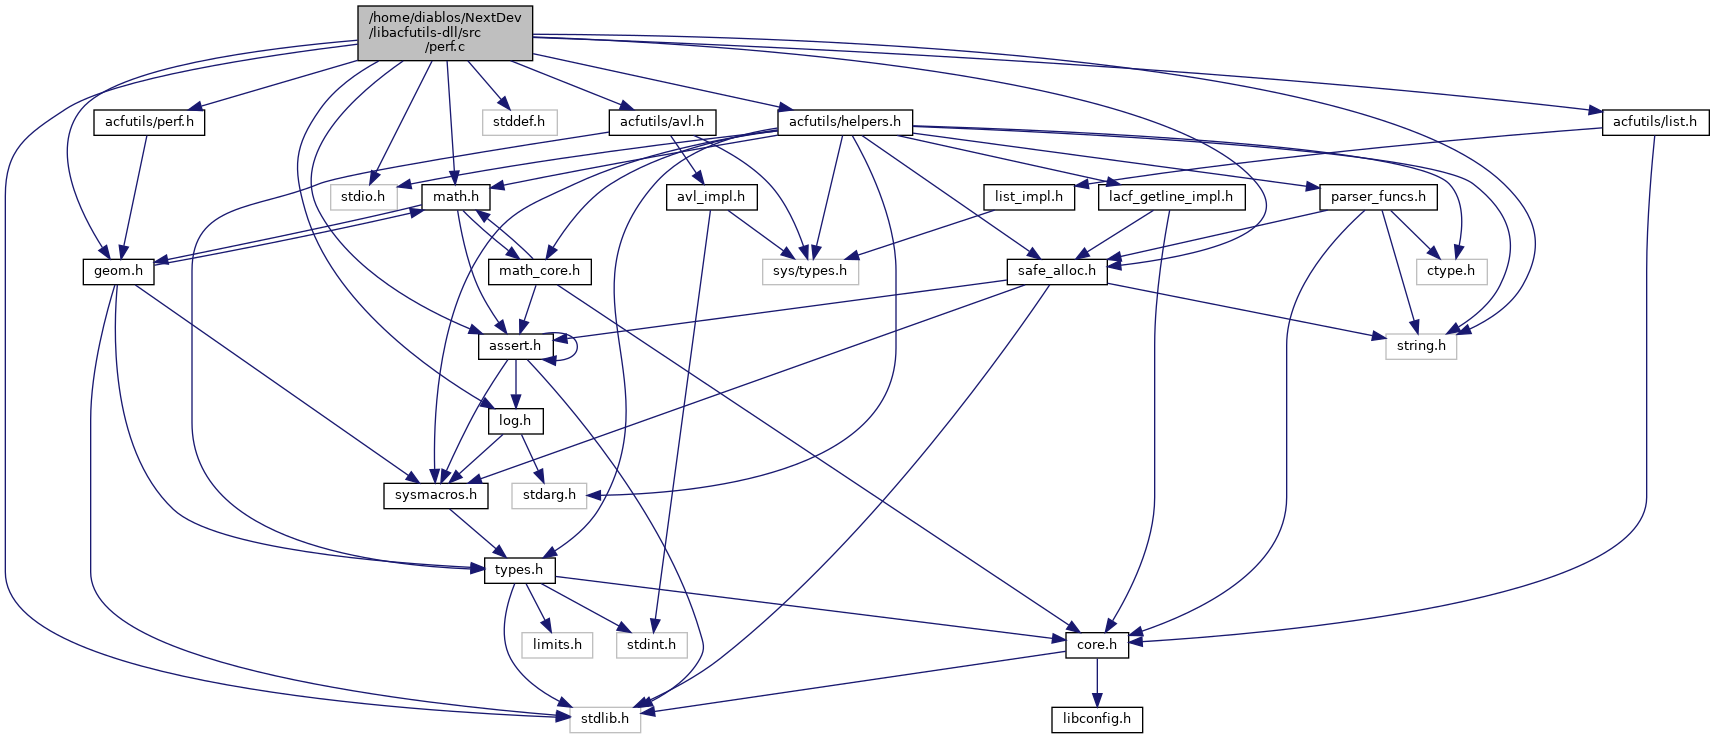 /home/diablos/NextDev
/libacfutils-dll/src
/perf.c
acfutils/perf.h
stddef.h
acfutils/avl.h
acfutils/helpers.h
acfutils/list.h
stdio.h
math.h
avl_impl.h
list_impl.h
lacf_getline_impl.h
parser_funcs.h
geom.h
math_core.h
sys/types.h
safe_alloc.h
ctype.h
assert.h
string.h
log.h
sysmacros.h
stdarg.h
types.h
limits.h
stdint.h
core.h
stdlib.h
libconfig.h